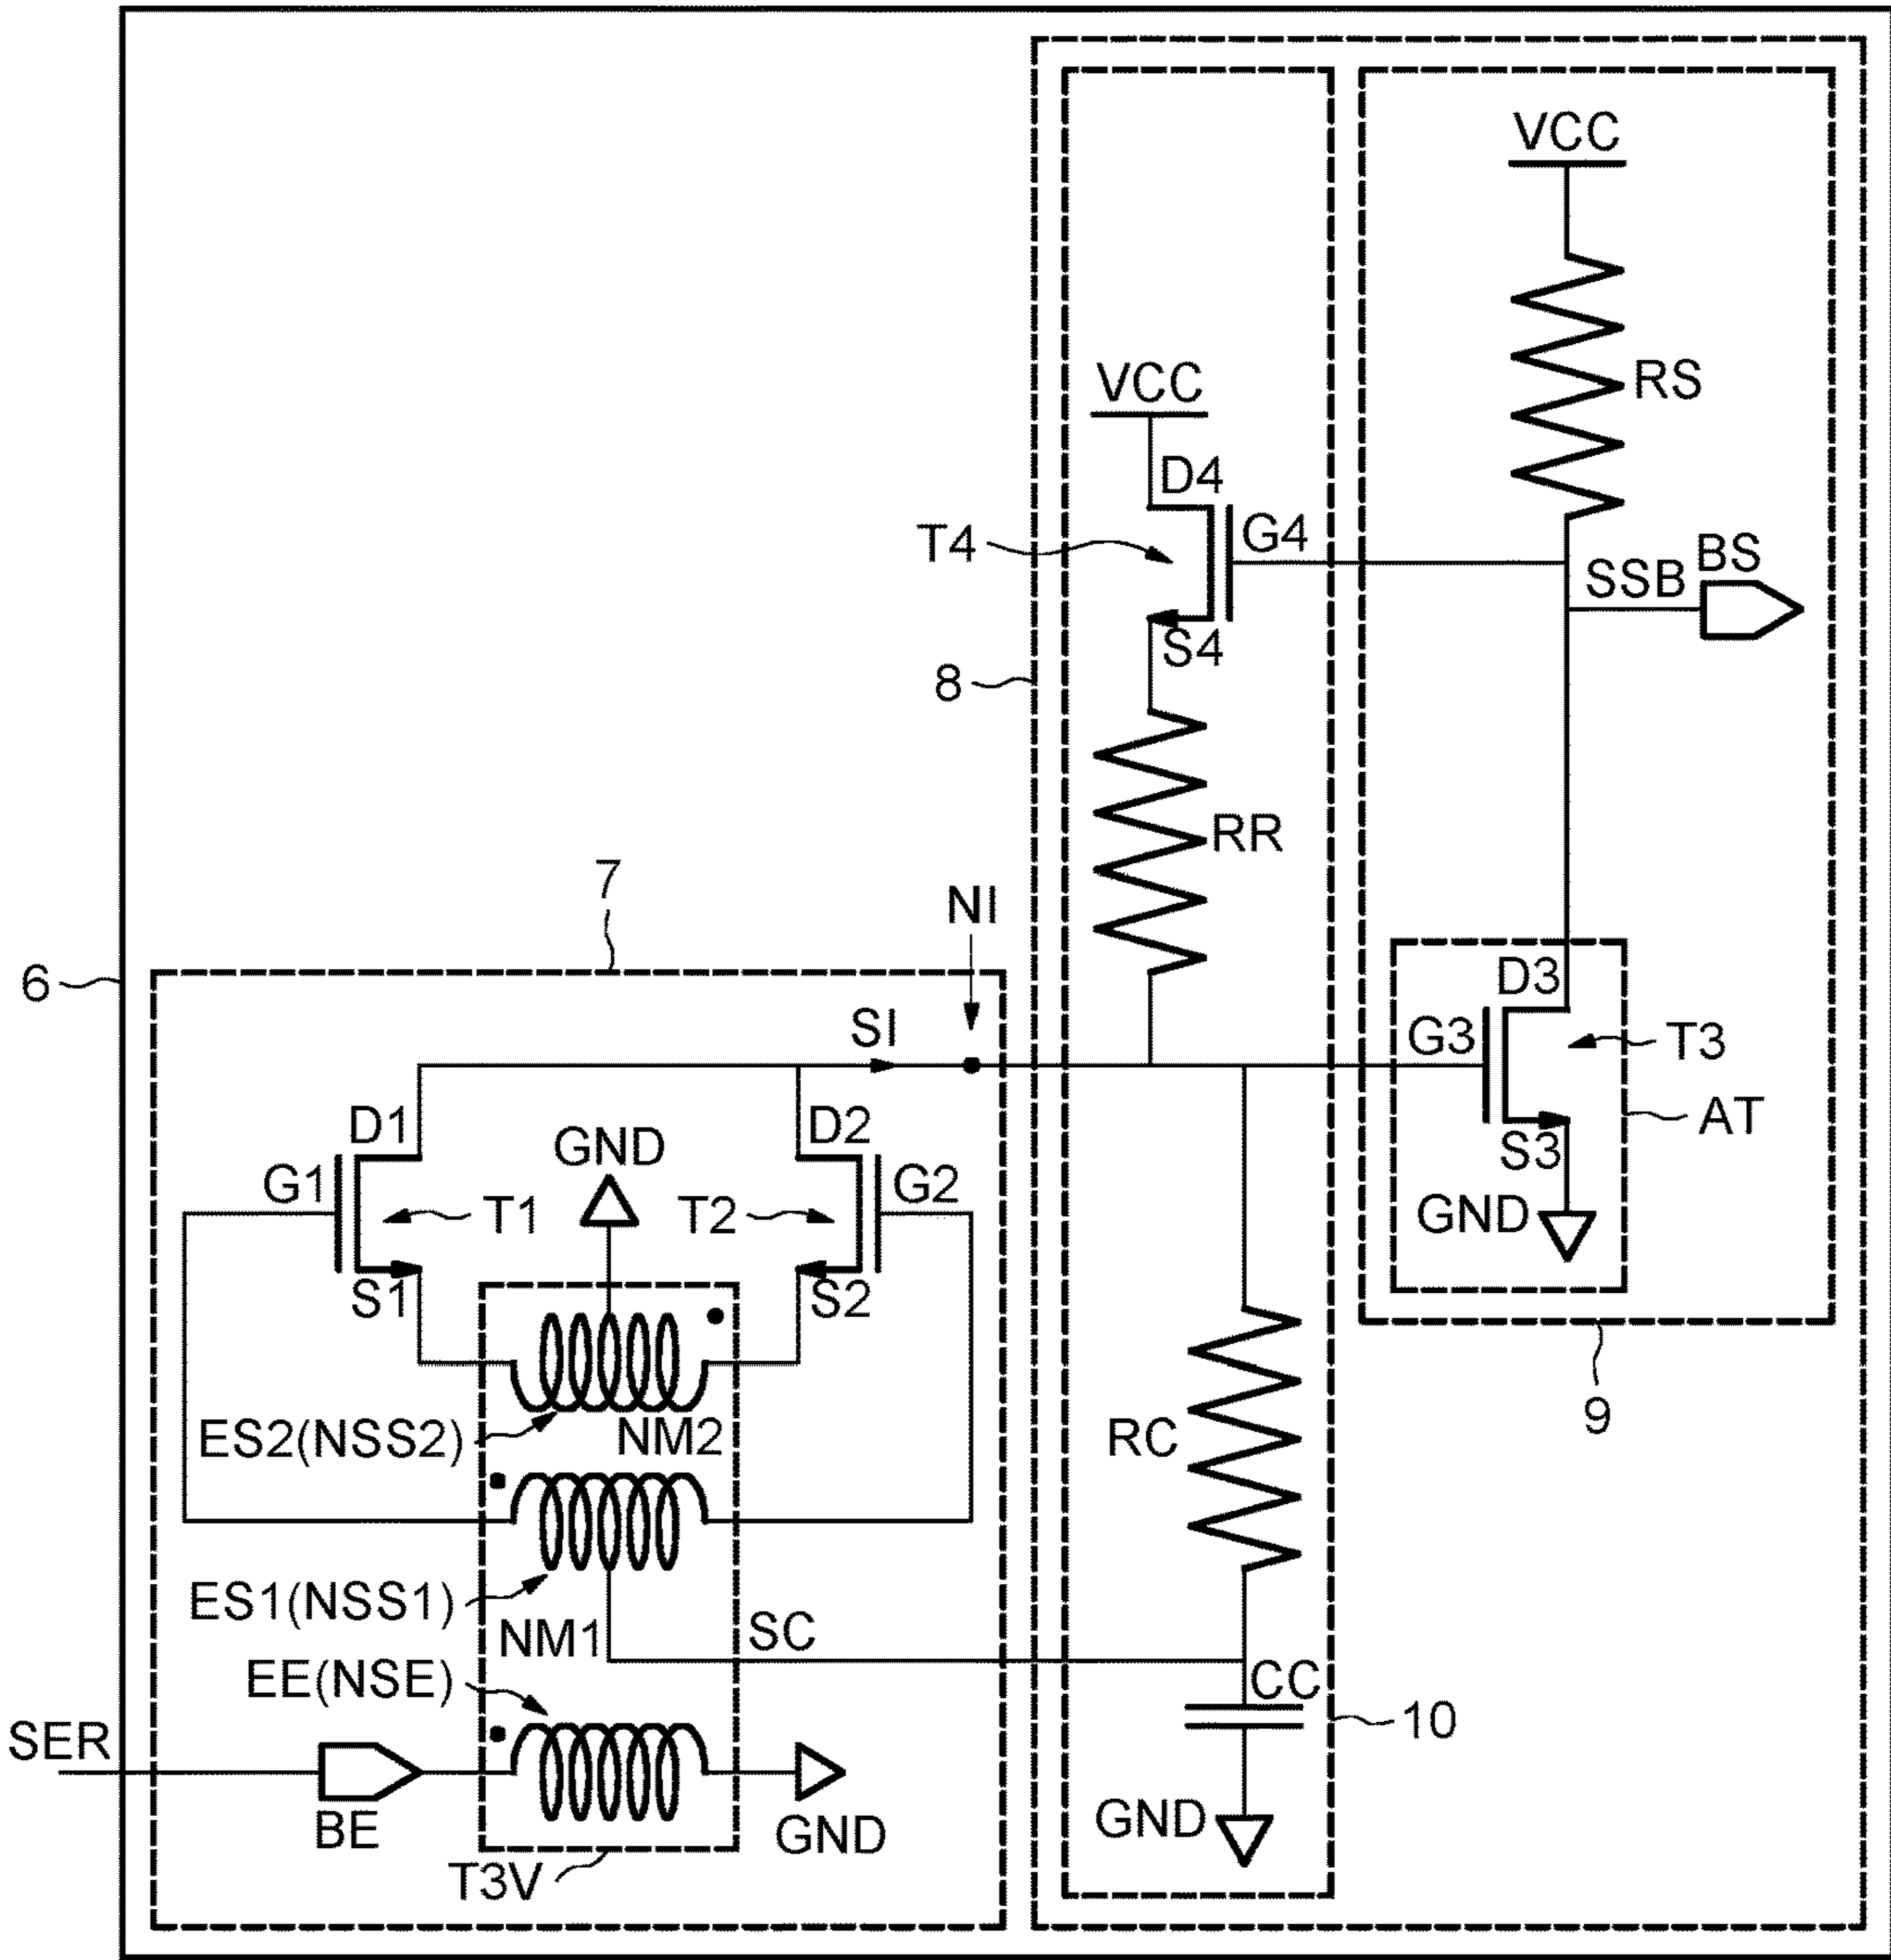 VCC
RS
VCC
D4
T4
G4
BS
SSB
S4
8
RR
7
NI
6
D3
SI
G3
T3
D1
D2
GND
AT
G1
T1
T2
G2
S3
GND
S1
S2
9
ES2(NSS2)
NM2
RC
ES1(NSS1)
NM1
SC
EE(NSE)
CC
10
SER
BE
GND
GND
T3V